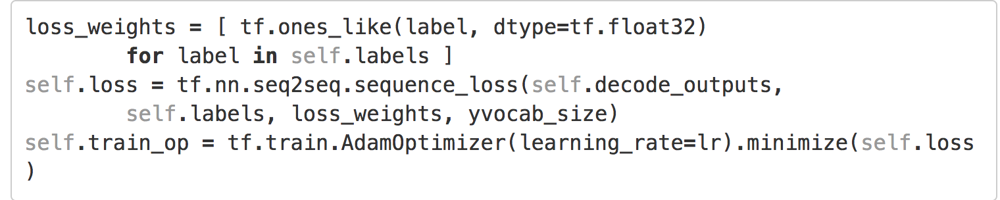 loss_weights = [ tf.ones_like(label, dtype=tf.float32)
        for label in self.labels ]
self.loss = tf.nn.seq2seq.sequence_loss(self.decode_outputs,
        self.labels, loss_weights, yvocab_size)
self.train_op = tf.train.AdamOptimizer(learning_rate=lr).minimize(self.loss
)